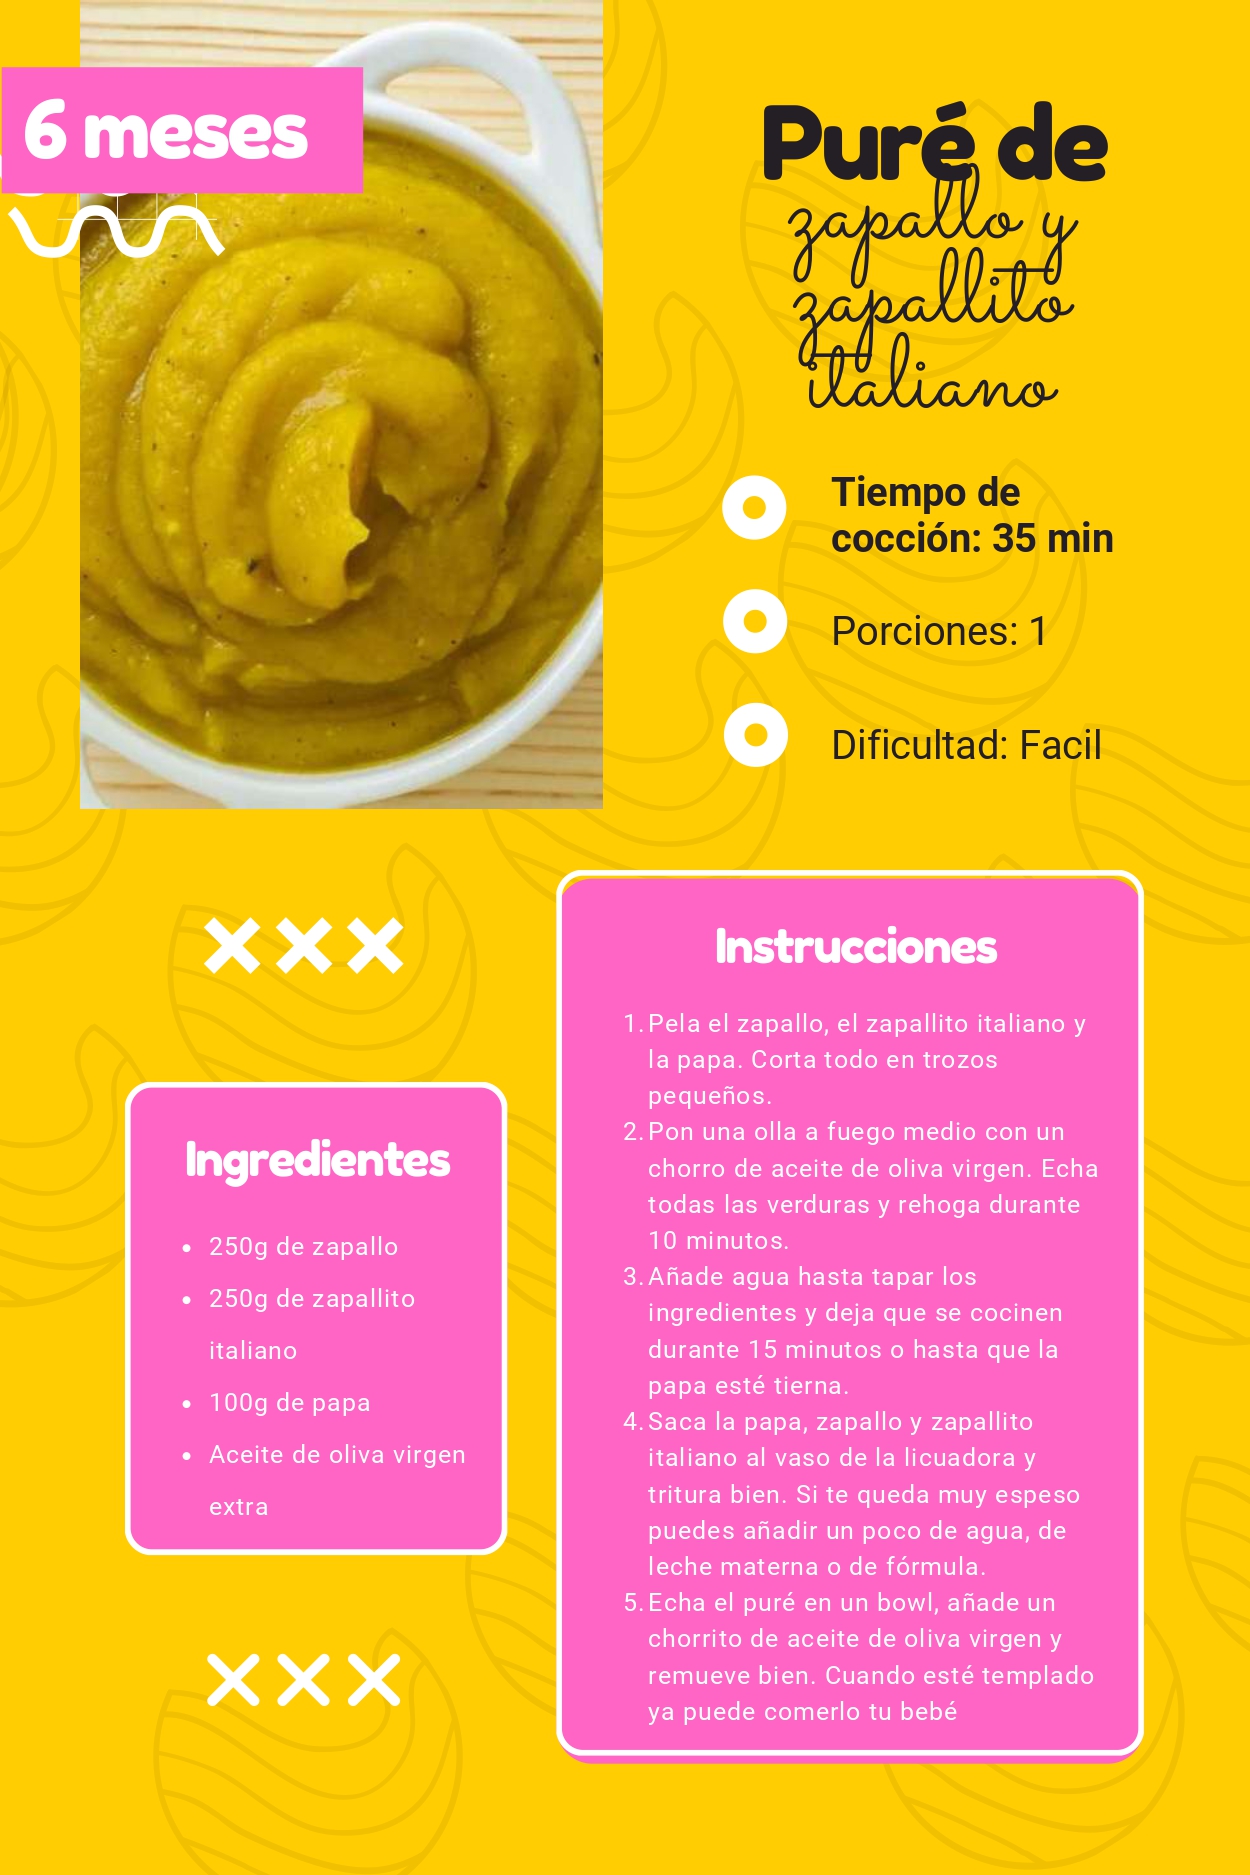 6 meses
Puré de
zapallo y
zapallito
italiano
Tiempo de
cocción: 35 min
Porciones: 1
Dificultad: Facil
Ingredientes
• 250g de zapallo
• 250g de zapallito
italiano
• 100g de papa
• Aceite de oliva virgen
extra
Instrucciones
1. Pela el zapallo, el zapallito italiano y
la papa. Corta todo en trozos
pequeños.
2. Pon una olla a fuego medio con un
chorro de aceite de oliva virgen. Echa
todas las verduras y rehoga durante
10 minutos.
3. Añade agua hasta tapar los
ingredientes y deja que se cocinen
durante 15 minutos o hasta que la
papa esté tierna.
4. Saca la papa, zapallo y zapallito
italiano al vaso de la licuadora y
tritura bien. Si te queda muy espeso
puedes añadir un poco de agua, de
leche materna o de fórmula.
5. Echa el puré en un bowl, añade un
chorrito de aceite de oliva virgen y
remueve bien. Cuando esté templado
ya puede comerlo tu bebé